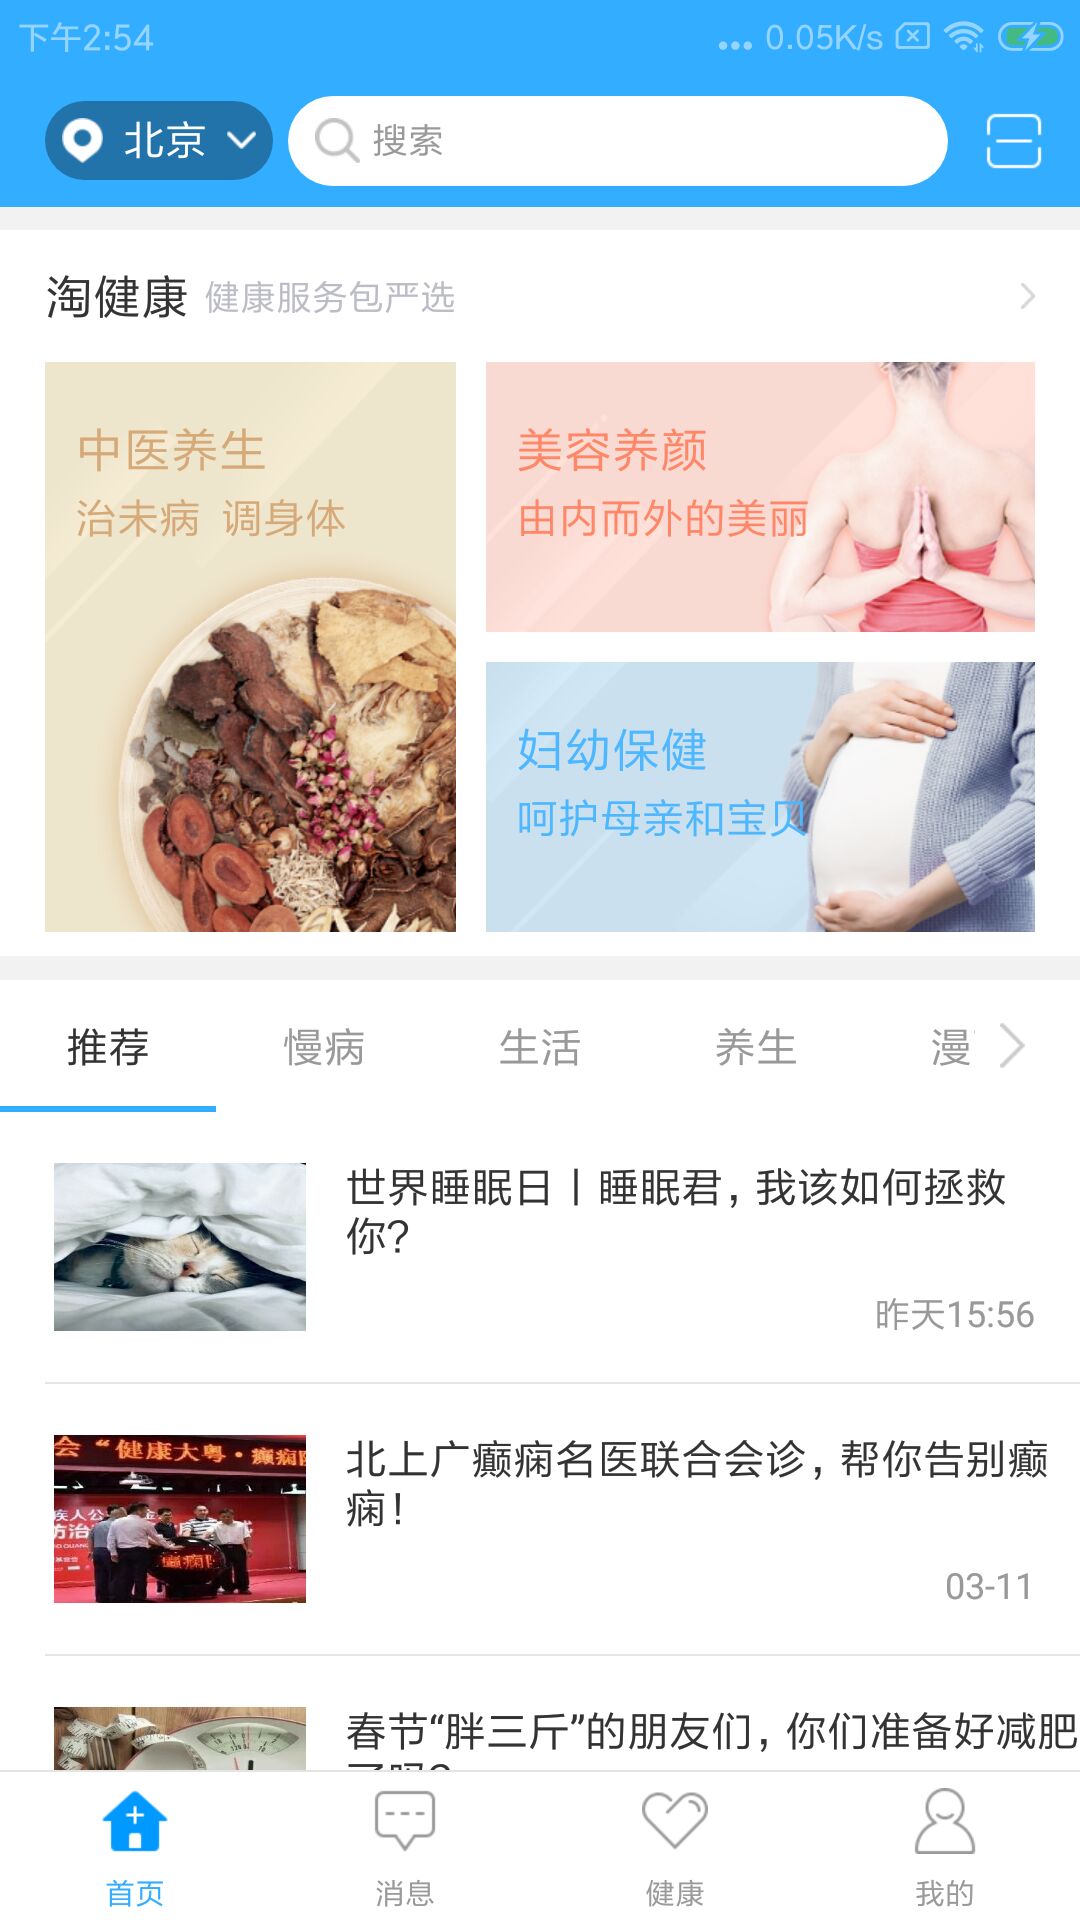 下午2:54
0.05K/s
北京
搜索
淘健康 健康服务包严选
中医养生
治未病 调身体
美容养颜
由内而外的美丽
妇幼保健
呵护母亲和宝贝
推荐 慢病 生活 养生 漫
世界睡眠日丨睡眠君,我该如何拯救
你?
昨天15:56
会“健康大粤·癫痫
北上广癫痫名医联合会诊,帮你告别癫
痫!
03-11
春节“胖三斤”的朋友们,你们准备好减肥
首页 消息 健康 我的